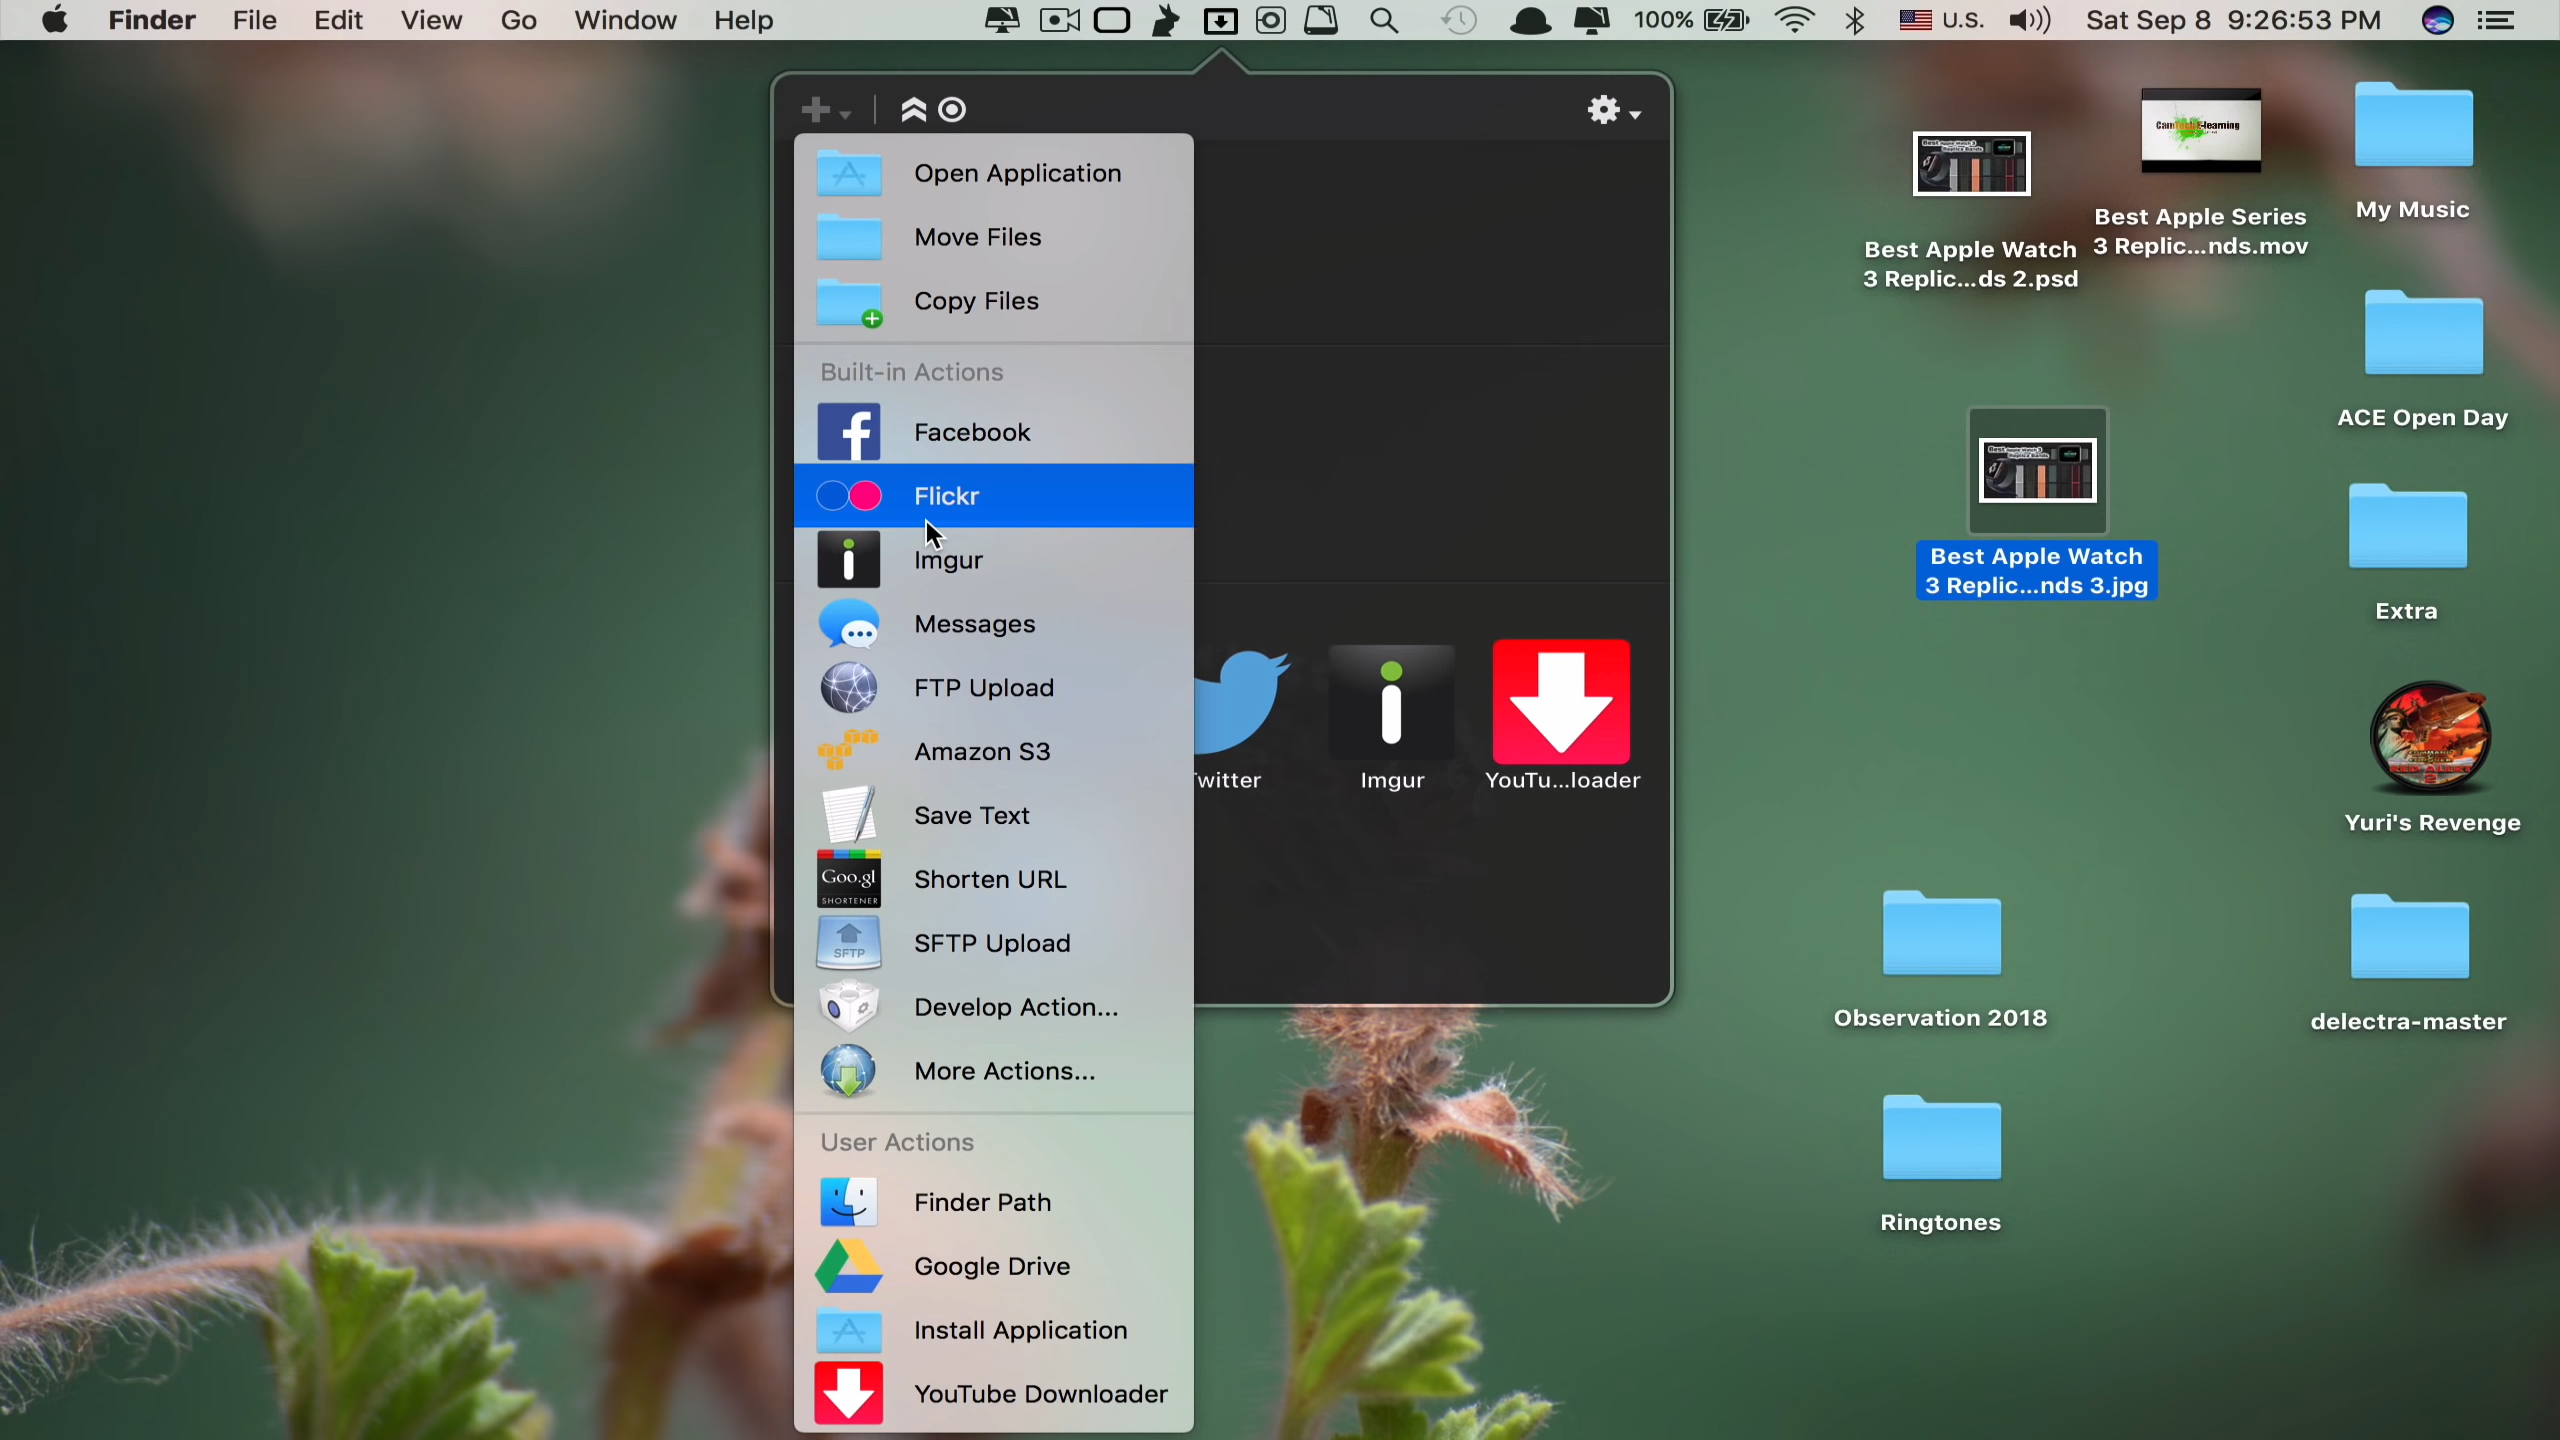 Finder File Edit View Go Window Help 100% U.S. Sat Sep 8 9:26:53 PM
Open Application
Move Files
Copy Files
Built-in Actions
Facebook
Flickr
Imgur
Messages
FTP Upload
Amazon S3
Save Text
Goo.gl
SHORTENER
Shorten URL
SFTP
SFTP Upload
Develop Action...
More Actions...
User Actions
Finder Path
Google Drive
Install Application
YouTube Downloader
witter
Imgur
YouTu...loader
Best Apple Watch
3 Replic...ds 2.psd
Best Apple Series
3 Replic...nds.mov
My Music
ACE Open Day
Best Apple Watch
3 Replic...nds 3.jpg
Extra
Yuri's Revenge
Observation 2018
delectra-master
Ringtones